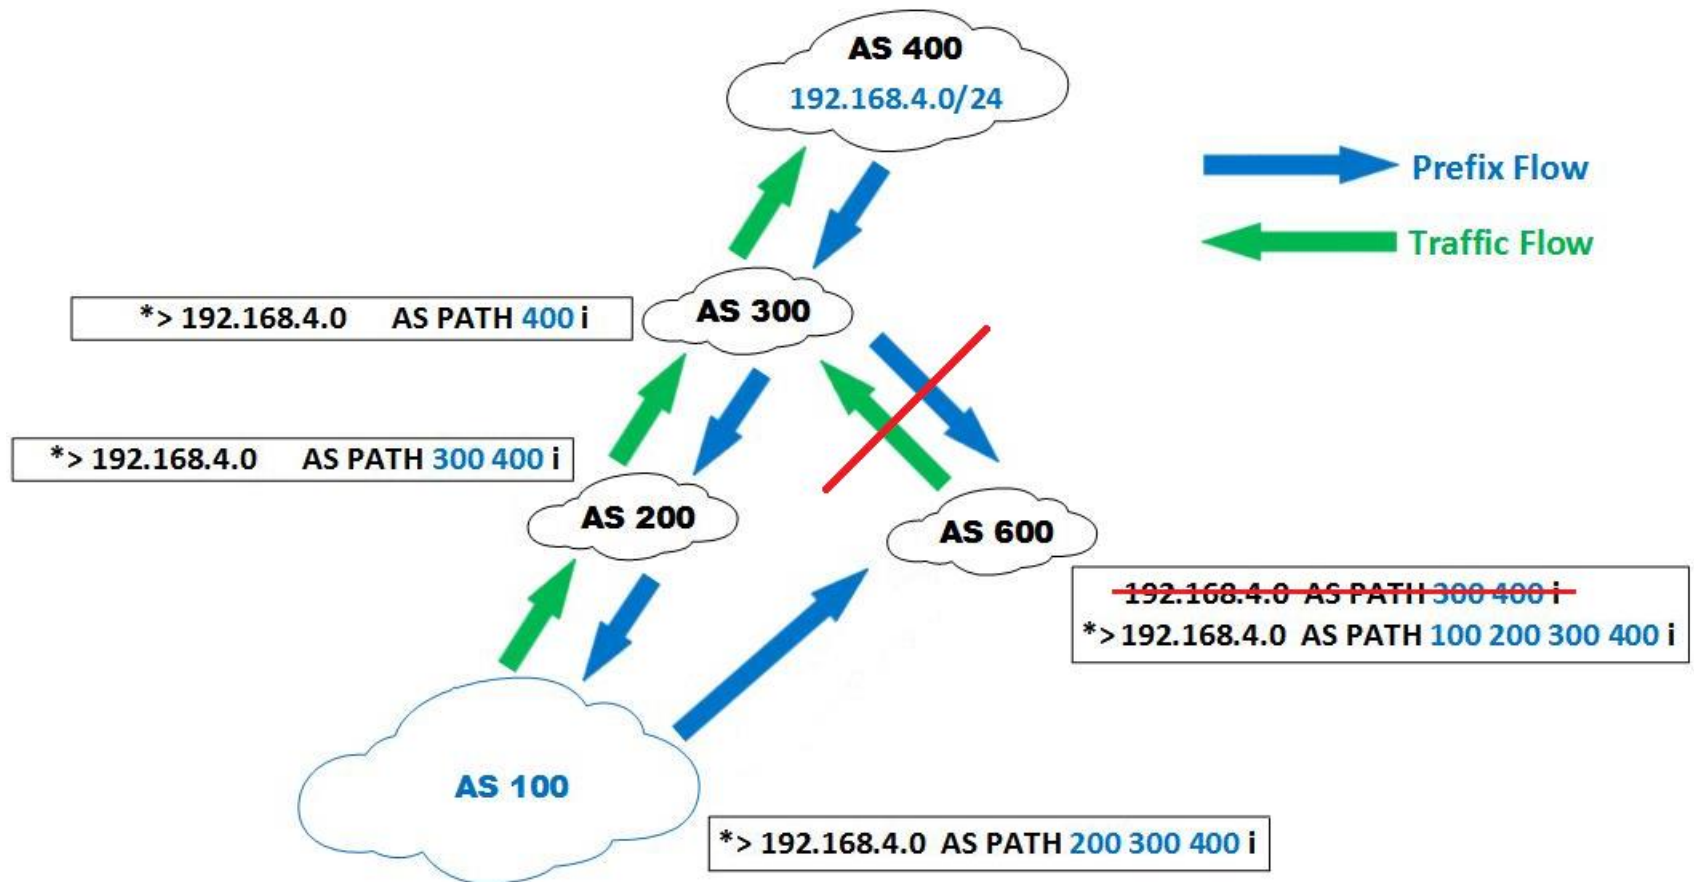 AS 400
192.168.4.0/24
Prefix Flow
Traffic Flow
AS 300
*> 192.168.4.0 AS PATH 400 i
*> 192.168.4.0 AS PATH 300 400 i
AS 200
AS 600
192.168.4.0 AS PATH 300 400 i
*> 192.168.4.0 AS PATH 100 200 300 400 i
AS 100
*> 192.168.4.0 AS PATH 200 300 400 i